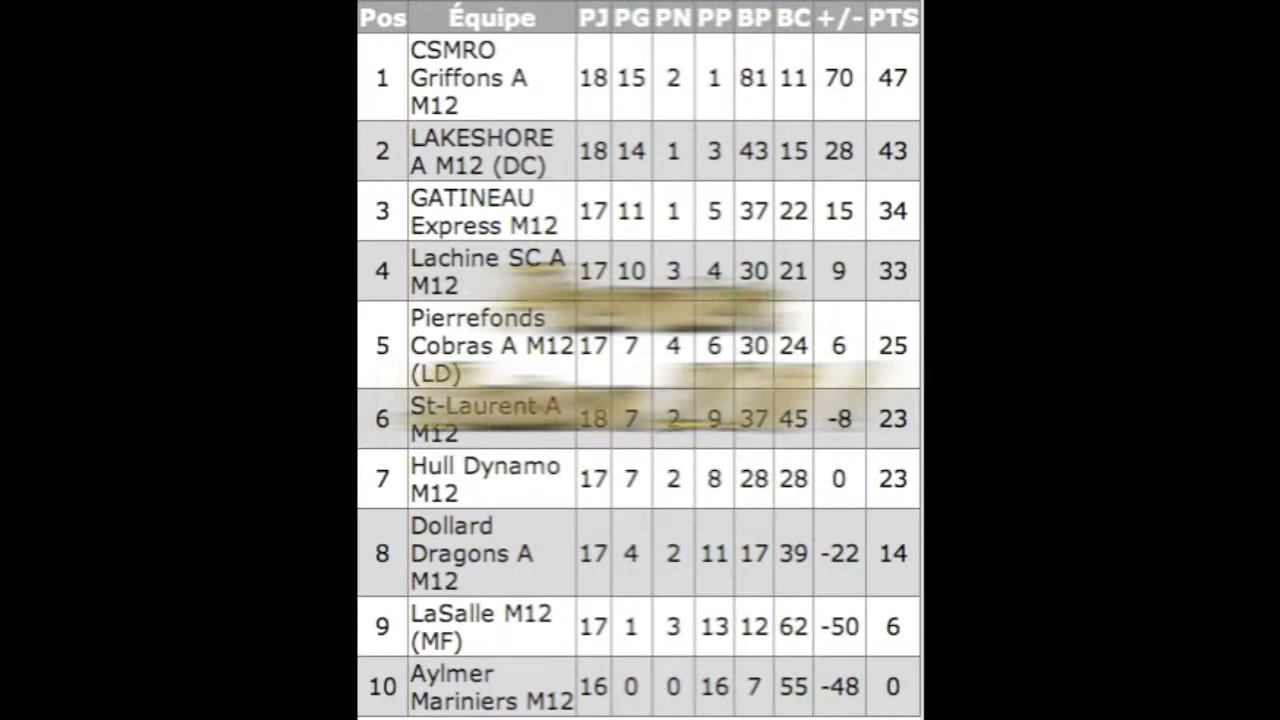 Pos Équipe PJ PG PN PP BP BC +/- PTS
CSMRO
1 Griffons A 18 15 2 1 81 11 70 47
M12
LAKESHORE
2 A M12 (DC) 18 14 1 3 43 15 28 43
GATINEAU
3 Express M12 17 11 1 5 37 22 15 34
Lachine SC A
4 M12 17 10 3 4 30 21 9 33
Pierrefonds
5 Cobras A M12 17 7 4 6 30 24 6 25
(LD)
St-Laurent A
6 M12 18 7 2 9 37 45 -8 23
Hull Dynamo
7 M12 17 7 2 8 28 28 0 23
Dollard
8 Dragons A 17 4 2 11 17 39 -22 14
M12
LaSalle M12
9 (MF) 17 1 3 13 12 62 -50 6
Aylmer
10 Mariniers M12 16 0 0 16 7 55 -48 0